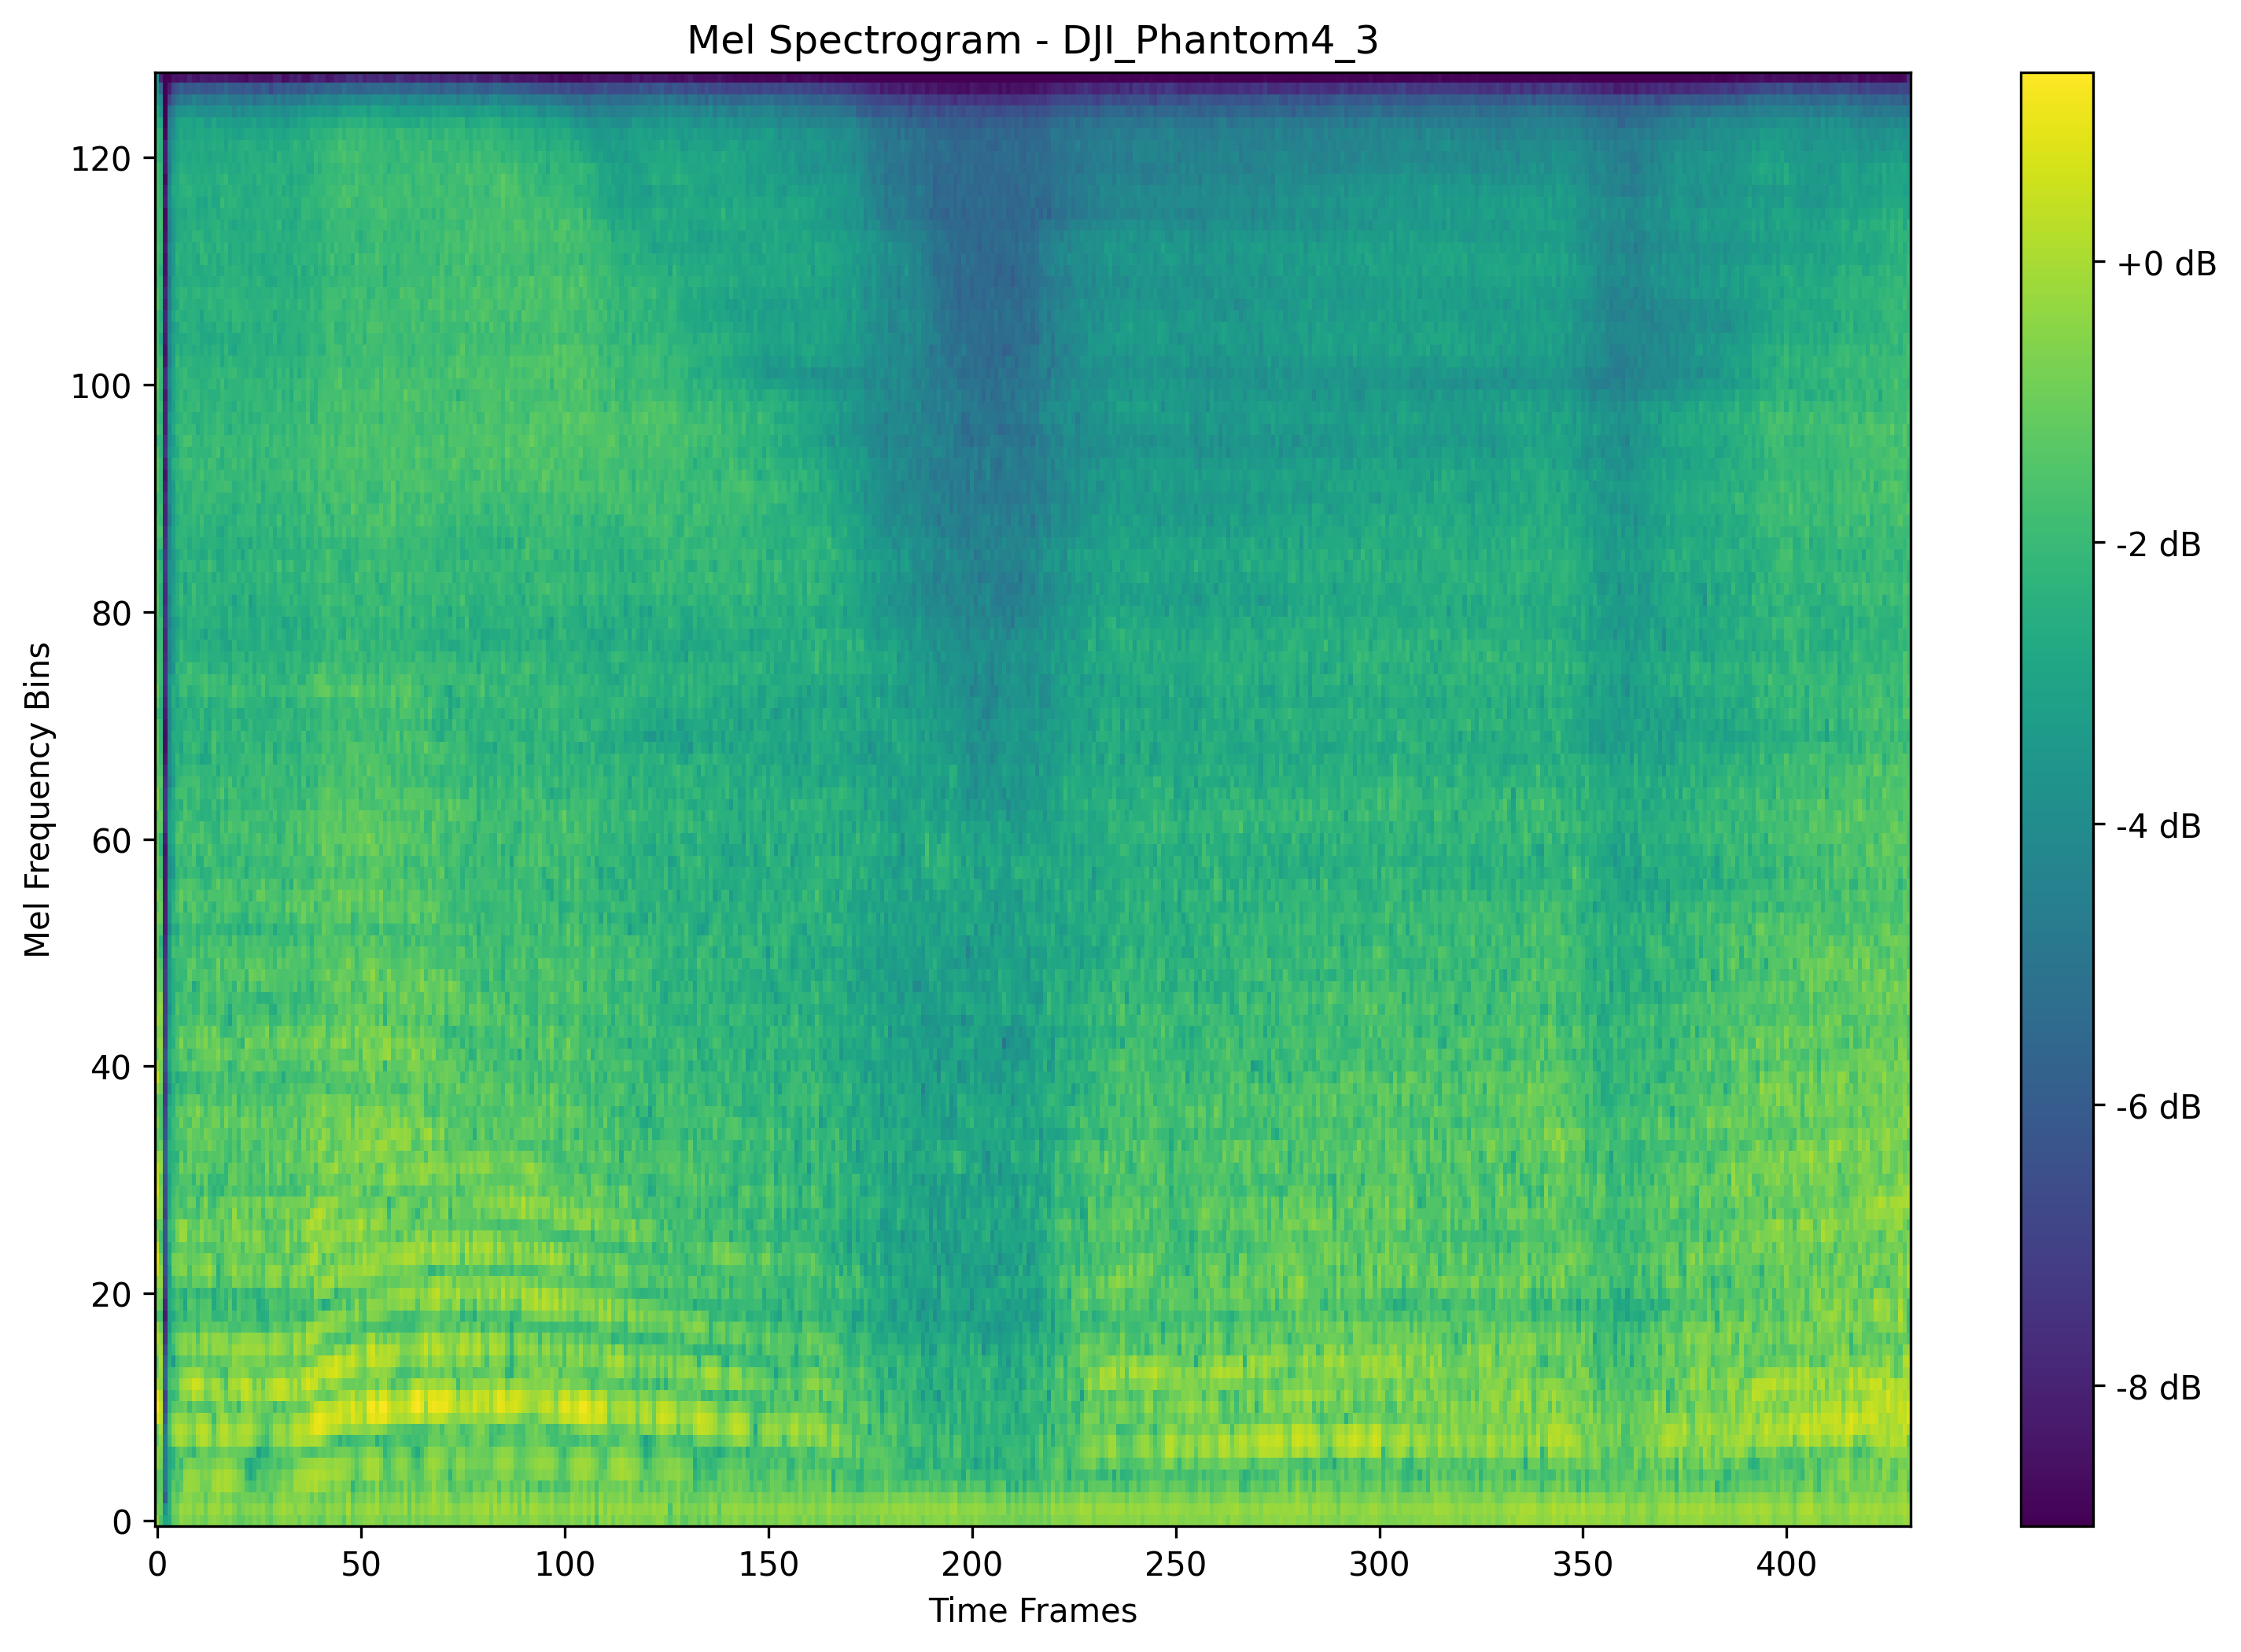 Mel Spectrogram - DJI_Phantom4_3
Mel Frequency Bins
120
100
80
60
40
20
0
0 50 100 150 200 250 300 350 400
Time Frames
+0 dB
-2 dB
-4 dB
-6 dB
-8 dB